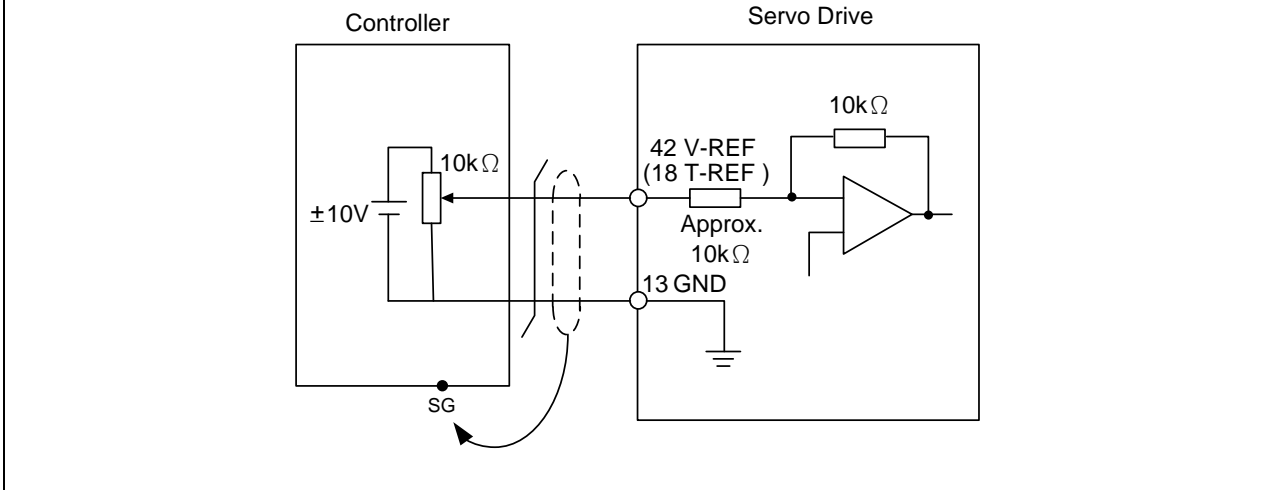 Controller
Servo Drive
10kΩ
42 V-REF
(18 T-REF )
10kΩ
±10V
Approx.
10kΩ
13 GND
SG